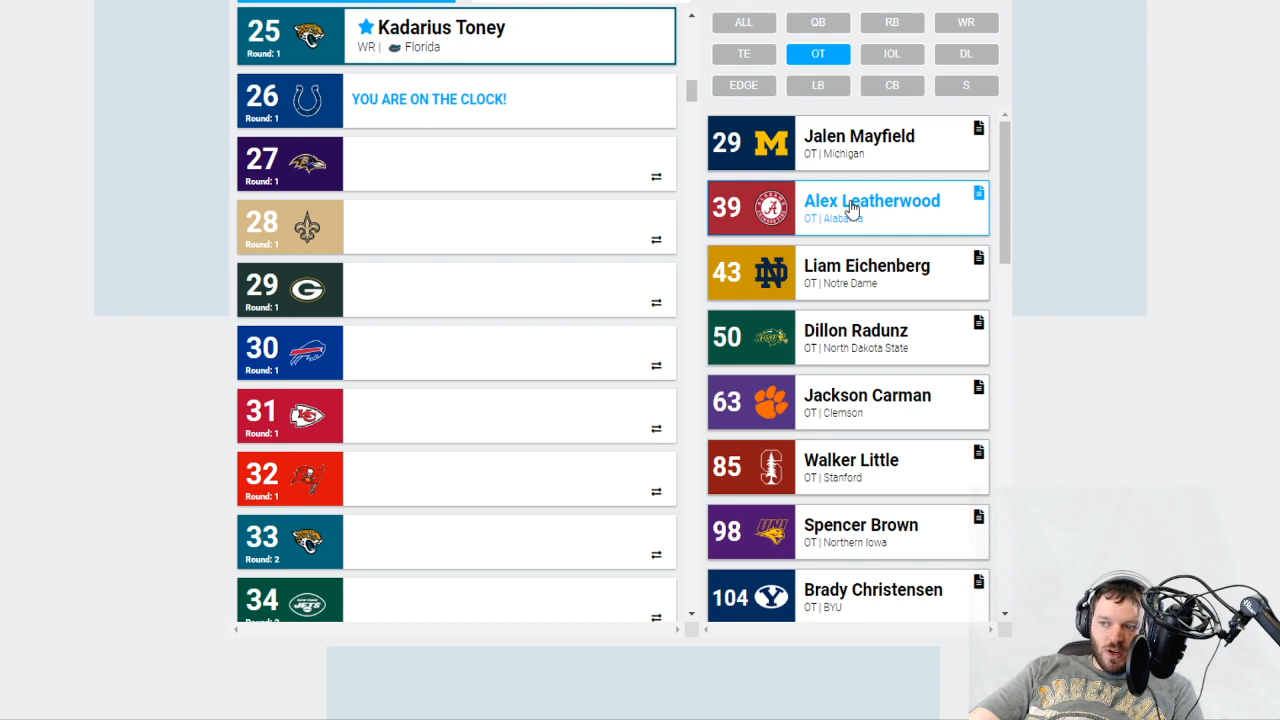 25
Round: 1
Kadarius Toney
WR | Florida
26
Round: 1
YOU ARE ON THE CLOCK!
27
Round: 1
28
Round: 1
29
Round: 1
30
Round: 1
31
Round: 1
32
Round: 1
33
Round: 2
34
JETS
ALL QB RB WR
TE OT IOL DL
EDGE LB CB S
29
Jalen Mayfield
OT | Michigan
39
Alex Leatherwood
OT | Alabama
43
Liam Eichenberg
OT | Notre Dame
50
Dillon Radunz
OT | North Dakota State
63
Jackson Carman
OT | Clemson
85
Walker Little
OT | Stanford
98
UNI
Spencer Brown
OT | Northern Iowa
104
Brady Christensen
OT | BYU